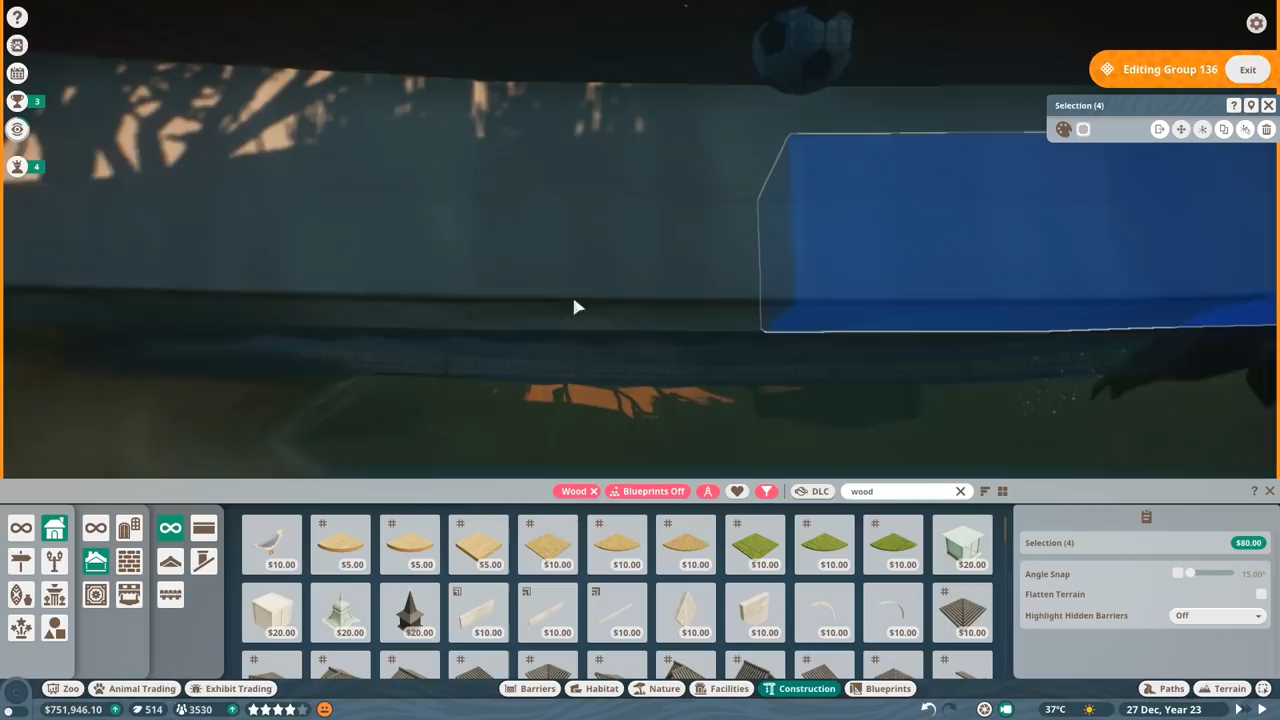 ?
Editing Group 136
Exit
Selection (4)
?
3
4
Wood ×
Blueprints Off
DLC
wood
?
$10.00
$5.00
$5.00
$10.00
$10.00
$10.00
$10.00
$10.00
$10.00
$10.00
$20.00
$20.00
$20.00
$20.00
$10.00
$10.00
$10.00
$10.00
$10.00
$10.00
$10.00
$10.00
Selection (4)
$80.00
Angle Snap
15.00°
Flatten Terrain
Highlight Hidden Barriers
Off
Zoo
Animal Trading
Exhibit Trading
Barriers
Habitat
Nature
Facilities
Construction
Blueprints
Paths
Terrain
$751,946.10
514
3530
37°C
27 Dec, Year 23